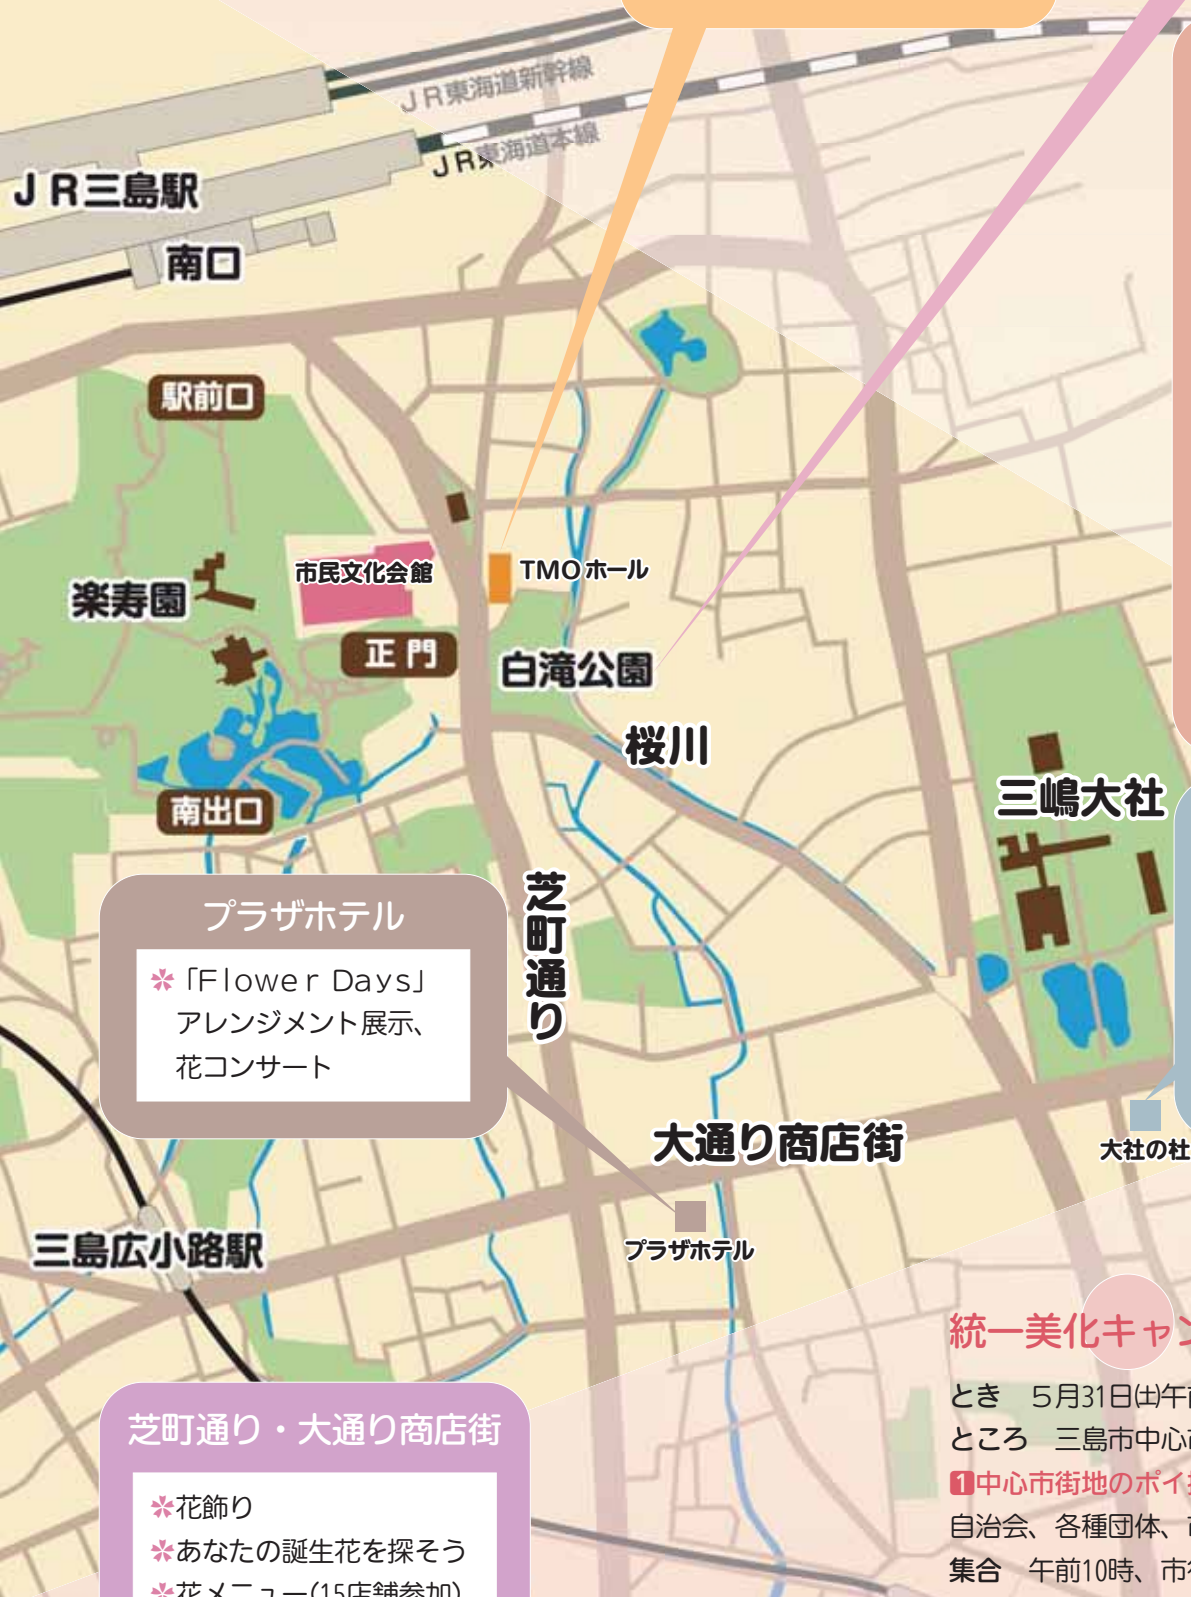 JR東海道新幹線
JR東海道本線
JR三島駅
南口
駅前口
市民文化会館
TMOホール
楽寿園
正門
白滝公園
桜川
三嶋大社
南出口
芝町通り
プラザホテル
✽「Flower Days」
アレンジメント展示、
花コンサート
大通り商店街
大社の杜
三島広小路駅
プラザホテル
芝町通り・大通り商店街
✽花飾り
✽あなたの誕生花を探そう
✽花メニュー(15店舗参加)
統一美化キャン
とき　5月31日㈯午前
ところ　三島市中心
1中心市街地のポイ
自治会、各種団体、
集合　午前10時、市